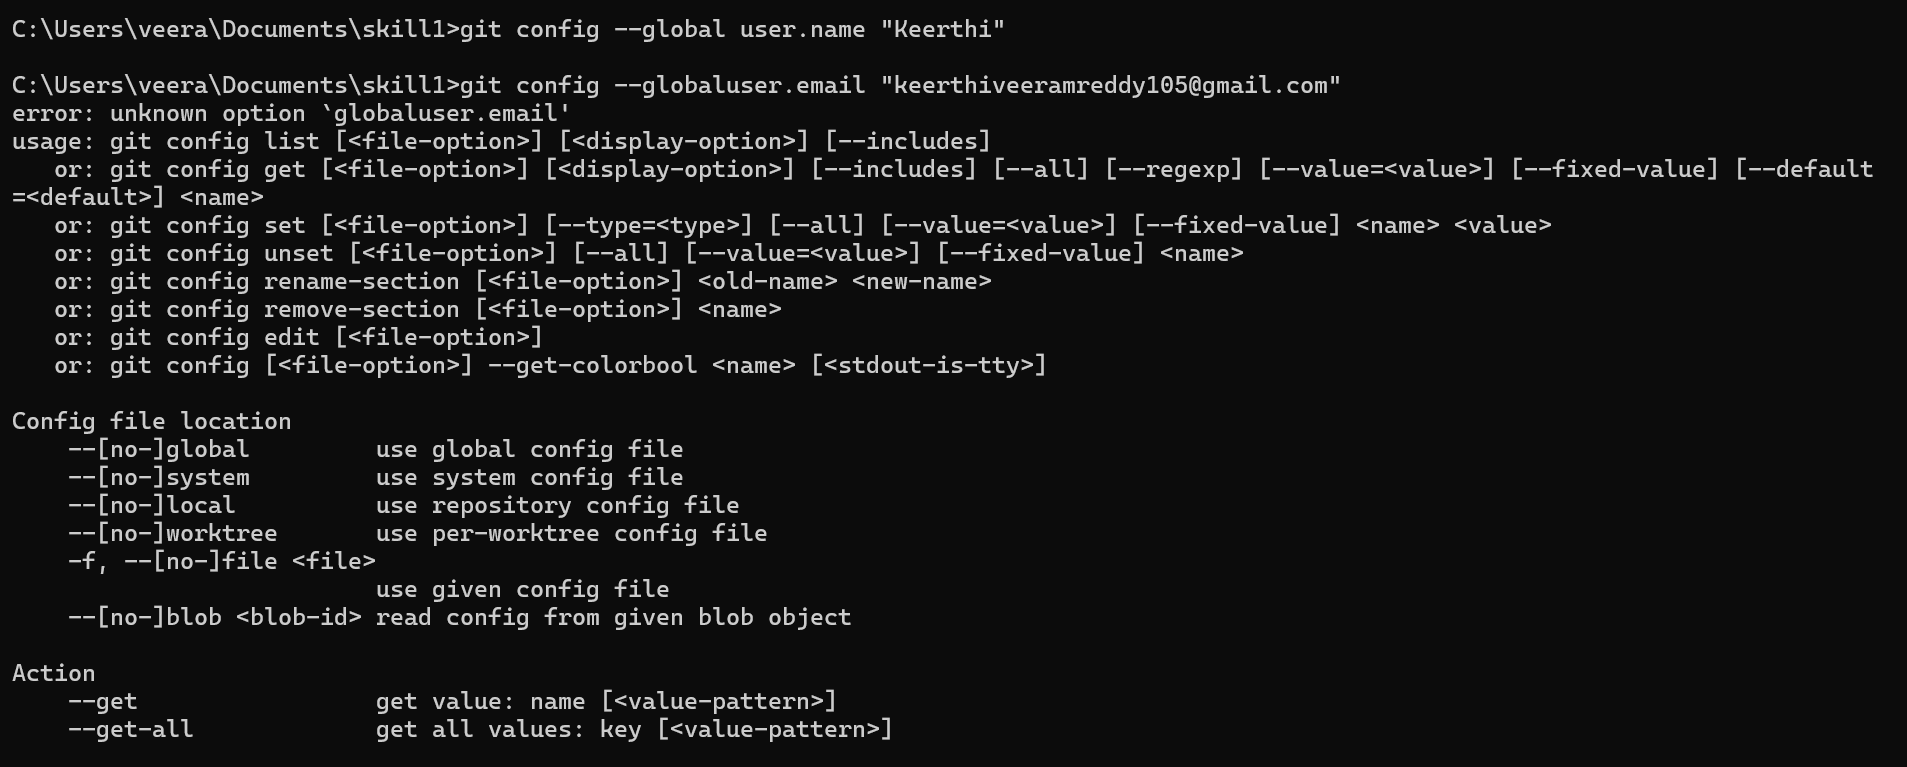 C:\Users\veera\Documents\skill1>git config --global user.name "Keerthi"
C:\Users\veera\Documents\skill1>git config --globaluser.email "keerthiveeramreddy105@gmail.com"
error: unknown option `globaluser.email'
usage: git config list [<file-option>] [<display-option>] [--includes]
   or: git config get [<file-option>] [<display-option>] [--includes] [--all] [--regexp] [--value=<value>] [--fixed-value] [--default
=<default>] <name>
   or: git config set [<file-option>] [--type=<type>] [--all] [--value=<value>] [--fixed-value] <name> <value>
   or: git config unset [<file-option>] [--all] [--value=<value>] [--fixed-value] <name>
   or: git config rename-section [<file-option>] <old-name> <new-name>
   or: git config remove-section [<file-option>] <name>
   or: git config edit [<file-option>]
   or: git config [<file-option>] --get-colorbool <name> [<stdout-is-tty>]
Config file location
    --[no-]global         use global config file
    --[no-]system         use system config file
    --[no-]local          use repository config file
    --[no-]worktree       use per-worktree config file
    -f, --[no-]file <file>
                          use given config file
    --[no-]blob <blob-id> read config from given blob object
Action
    --get                 get value: name [<value-pattern>]
    --get-all             get all values: key [<value-pattern>]